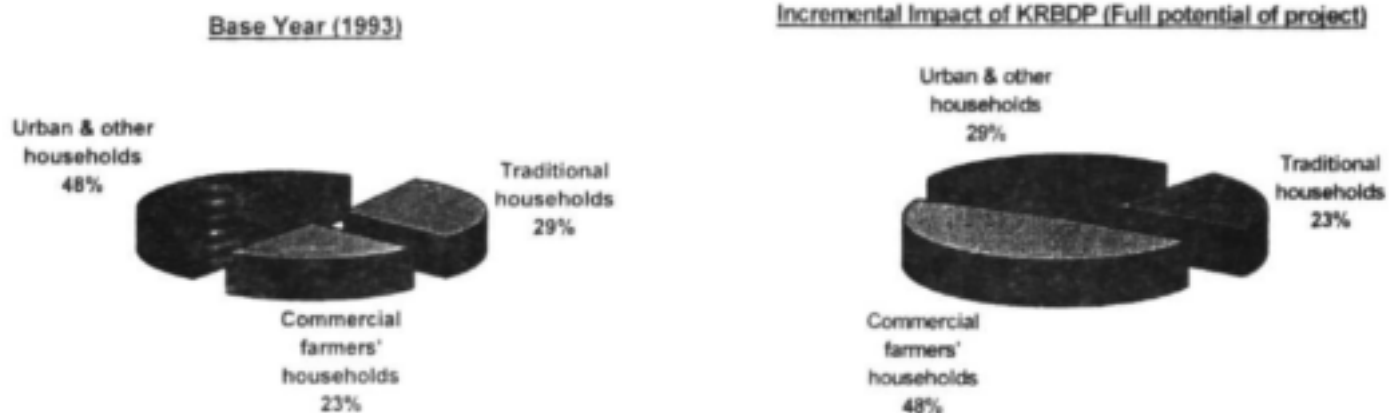 Base Year (1993)
Urban & other
households
48%
Traditional
households
29%
Commercial
farmers'
households
23%
Incremental Impact of KRBDP (Full potential of project)
Urban & other
households
29%
Traditional
households
23%
Commercial
farmers'
households
48%